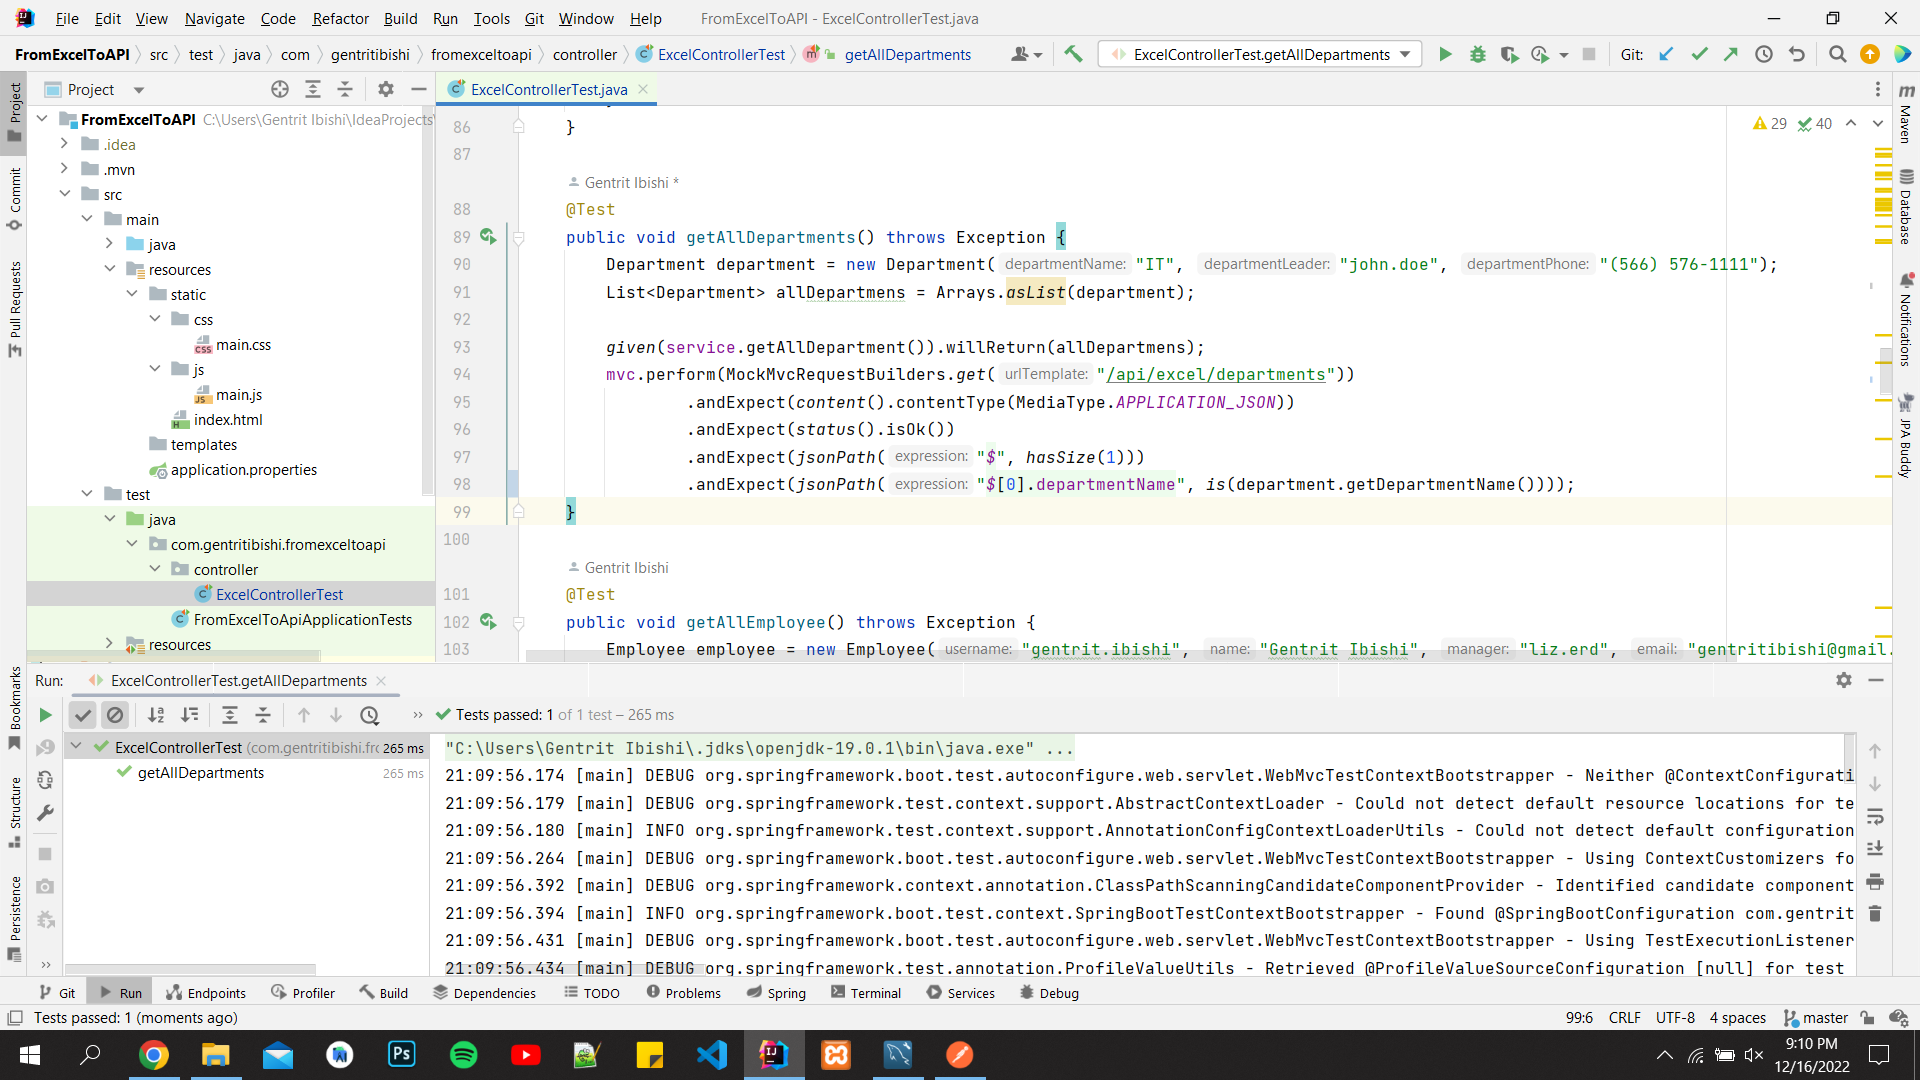 File Edit View Navigate Code Refactor Build Run Tools Git Window Help FromExcelToAPI - ExcelControllerTest.java
FromExcelToAPI src test java com gentritibishi fromexceltoapi controller ExcelControllerTest m getAllDepartments ExcelControllerTest.getAllDepartments Git:
Project
ExcelControllerTest.java
FromExcelToAPI C:\Users\Gentrit Ibishi\IdeaProjects\
.idea
.mvn
src
main
java
resources
static
css
main.css
js
main.js
index.html
templates
application.properties
test
java
com.gentritibishi.fromexceltoapi
controller
ExcelControllerTest
FromExcelToApiApplicationTests
resources
Project
Commit
Pull Requests
Bookmarks
Structure
Persistence
29 40
86 }
87
Gentrit Ibishi *
88 @Test
89 public void getAllDepartments() throws Exception {
90 Department department = new Department( departmentName: "IT", departmentLeader: "john.doe", departmentPhone: "(566) 576-1111");
91 List<Department> allDepartmens = Arrays.asList(department);
92
93 given(service.getAllDepartment()).willReturn(allDepartmens);
94 mvc.perform(MockMvcRequestBuilders.get( urlTemplate: "/api/excel/departments"))
95 .andExpect(content().contentType(MediaType.APPLICATION_JSON))
96 .andExpect(status().isOk())
97 .andExpect(jsonPath( expression: "$", hasSize(1)))
98 .andExpect(jsonPath( expression: "$[0].departmentName", is(department.getDepartmentName())));
99 }
100
Gentrit Ibishi
101 @Test
102 public void getAllEmployee() throws Exception {
103 Employee employee = new Employee( username: "gentrit.ibishi", name: "Gentrit Ibishi", manager: "liz.erd", email: "gentritibishi@gmail.
m Maven
Database
Notifications
JPA Buddy
Run: ExcelControllerTest.getAllDepartments
Tests passed: 1 of 1 test – 265 ms
ExcelControllerTest (com.gentritibishi.frc 265 ms
getAllDepartments 265 ms
"C:\Users\Gentrit Ibishi\.jdks\openjdk-19.0.1\bin\java.exe" ...
21:09:56.174 [main] DEBUG org.springframework.boot.test.autoconfigure.web.servlet.WebMvcTestContextBootstrapper - Neither @ContextConfigurati
21:09:56.179 [main] DEBUG org.springframework.test.context.support.AbstractContextLoader - Could not detect default resource locations for te
21:09:56.180 [main] INFO org.springframework.test.context.support.AnnotationConfigContextLoaderUtils - Could not detect default configuration
21:09:56.264 [main] DEBUG org.springframework.boot.test.autoconfigure.web.servlet.WebMvcTestContextBootstrapper - Using ContextCustomizers fo
21:09:56.392 [main] DEBUG org.springframework.context.annotation.ClassPathScanningCandidateComponentProvider - Identified candidate component
21:09:56.394 [main] INFO org.springframework.boot.test.context.SpringBootTestContextBootstrapper - Found @SpringBootConfiguration com.gentrit
21:09:56.431 [main] DEBUG org.springframework.boot.test.autoconfigure.web.servlet.WebMvcTestContextBootstrapper - Using TestExecutionListener
21:09:56.434 [main] DEBUG org.springframework.test.annotation.ProfileValueUtils - Retrieved @ProfileValueSourceConfiguration [null] for test
Git Run Endpoints Profiler Build Dependencies TODO Problems Spring Terminal Services Debug
Tests passed: 1 (moments ago) 99:6 CRLF UTF-8 4 spaces master
9:10 PM
12/16/2022